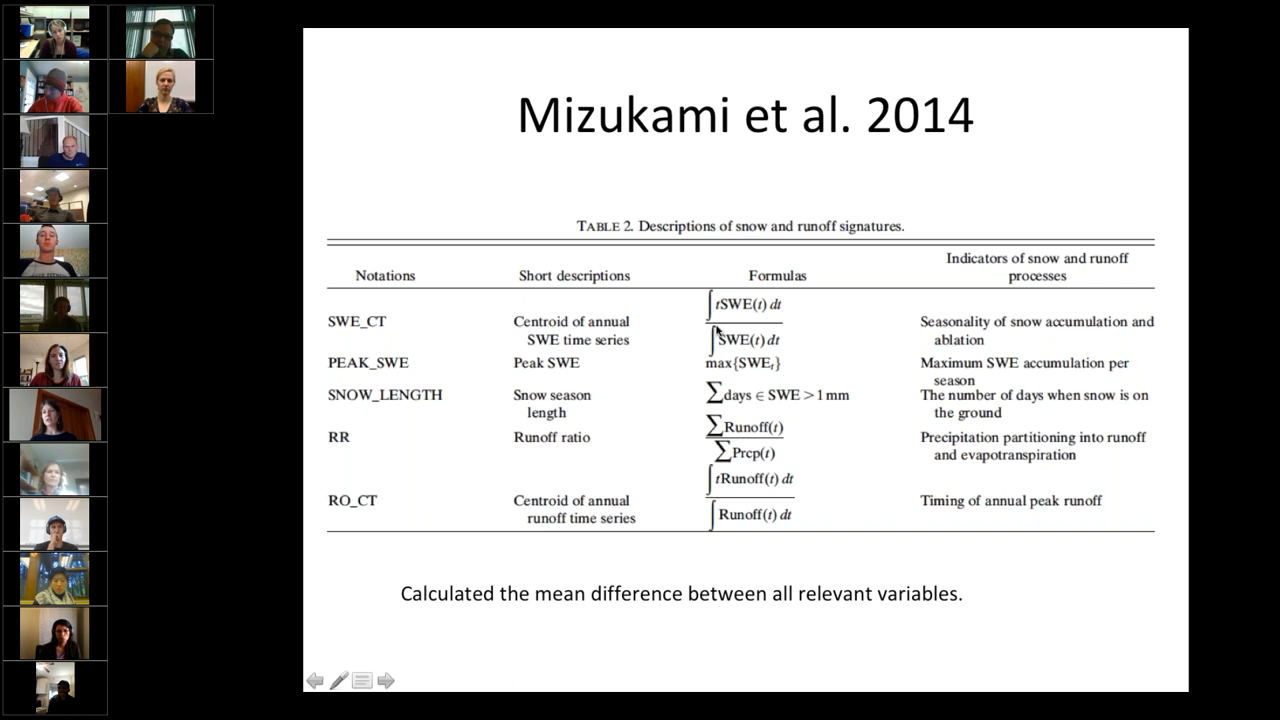 Mizukami et al. 2014
TABLE 2. Descriptions of snow and runoff signatures.
Notations Short descriptions Formulas Indicators of snow and runoff processes
SWE_CT Centroid of annual SWE time series ∫tSWE(t) dt / ∫SWE(t) dt Seasonality of snow accumulation and ablation
PEAK_SWE Peak SWE max{SWEt} Maximum SWE accumulation per season
SNOW_LENGTH Snow season length ∑days ∈ SWE > 1 mm The number of days when snow is on the ground
RR Runoff ratio ∑Runoff(t) / ∑Prcp(t) Precipitation partitioning into runoff and evapotranspiration
RO_CT Centroid of annual runoff time series ∫tRunoff(t) dt / ∫Runoff(t) dt Timing of annual peak runoff
Calculated the mean difference between all relevant variables.